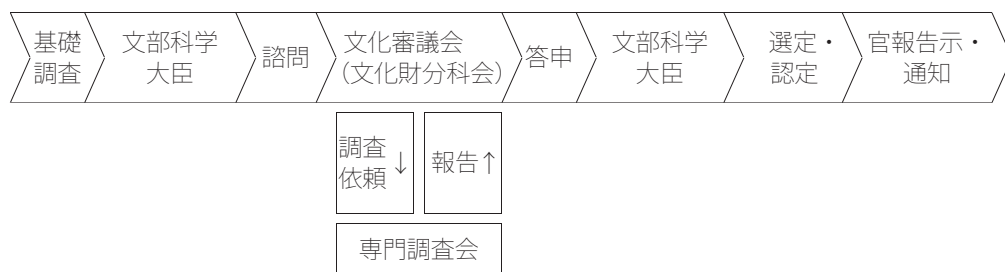 基礎
調査
文部科学
大臣
諮問
文化審議会
(文化財分科会)
答申
文部科学
大臣
選定・
認定
官報告示・
通知
調査
依頼↓
報告↑
専門調査会